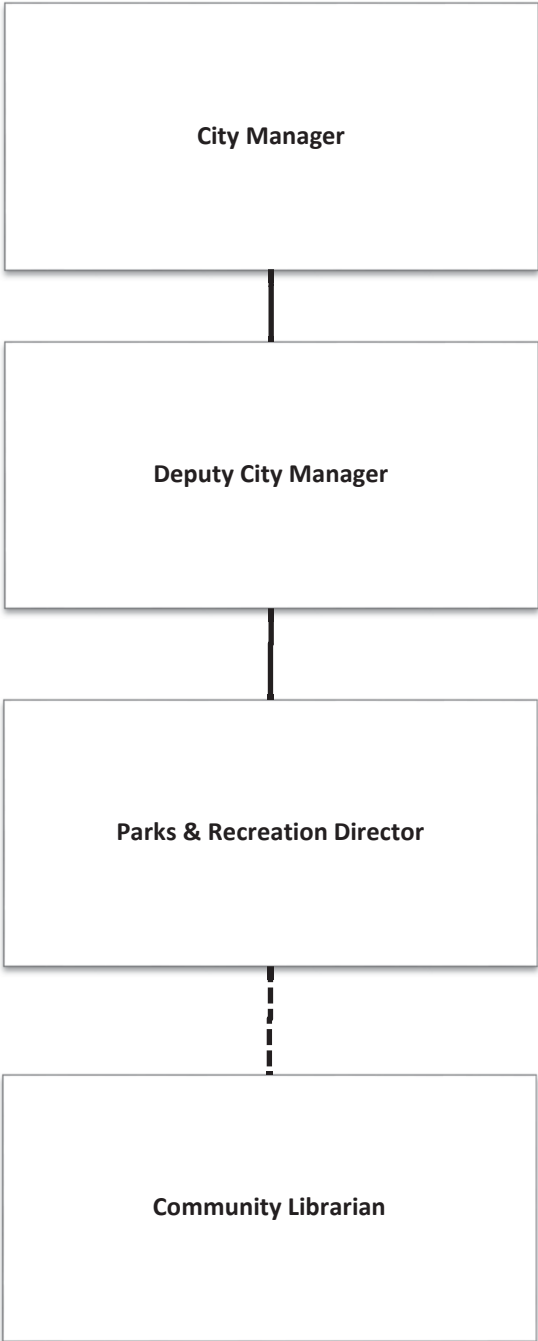 City Manager
Deputy City Manager
Parks & Recreation Director
Community Librarian